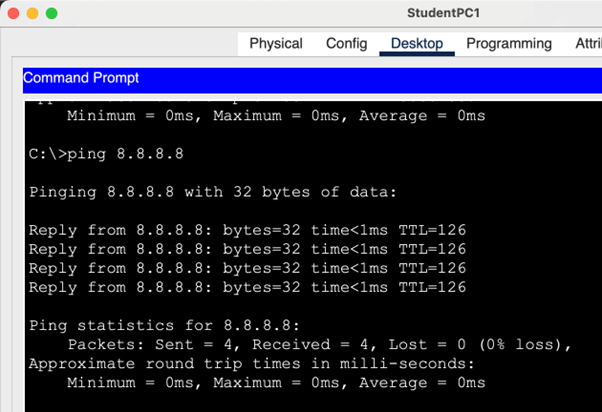 StudentPC1
Physical Config Desktop Programming Attri
Command Prompt
Minimum = 0ms, Maximum = 0ms, Average = 0ms
C:\>ping 8.8.8.8
Pinging 8.8.8.8 with 32 bytes of data:
Reply from 8.8.8.8: bytes=32 time<1ms TTL=126
Reply from 8.8.8.8: bytes=32 time<1ms TTL=126
Reply from 8.8.8.8: bytes=32 time<1ms TTL=126
Reply from 8.8.8.8: bytes=32 time<1ms TTL=126
Ping statistics for 8.8.8.8:
Packets: Sent = 4, Received = 4, Lost = 0 (0% loss),
Approximate round trip times in milli-seconds:
Minimum = 0ms, Maximum = 0ms, Average = 0ms